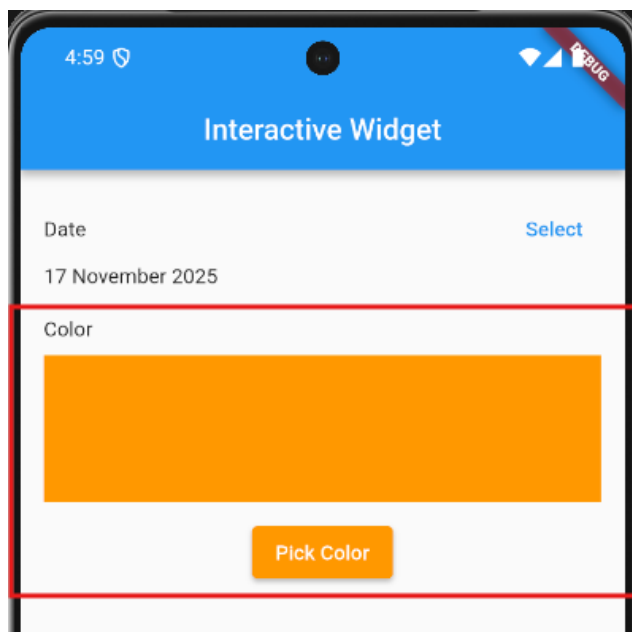 4:59
DEBUG
Interactive Widget
Date
Select
17 November 2025
Color
Pick Color